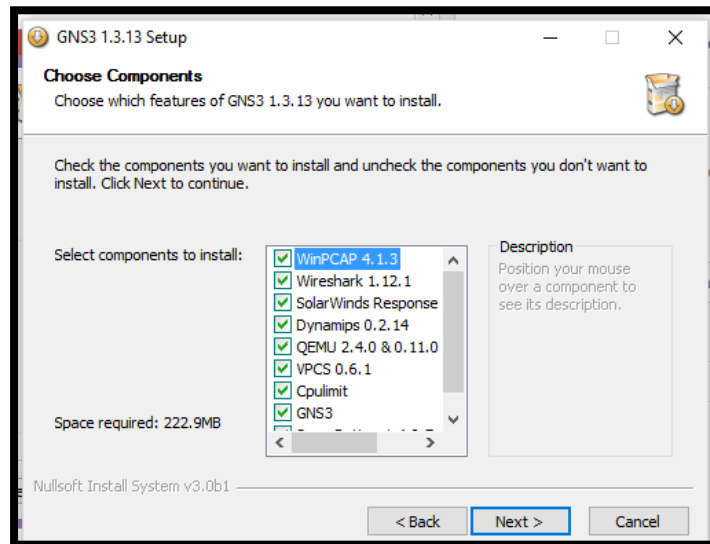 GNS3 1.3.13 Setup
Choose Components
Choose which features of GNS3 1.3.13 you want to install.
Check the components you want to install and uncheck the components you don't want to
install. Click Next to continue.
Select components to install:
WinPCAP 4.1.3
Wireshark 1.12.1
SolarWinds Response
Dynamips 0.2.14
QEMU 2.4.0 & 0.11.0
VPCS 0.6.1
Cpulimit
GNS3
Description
Position your mouse
over a component to
see its description.
Space required: 222.9MB
Nullsoft Install System v3.0b1
< Back
Next >
Cancel